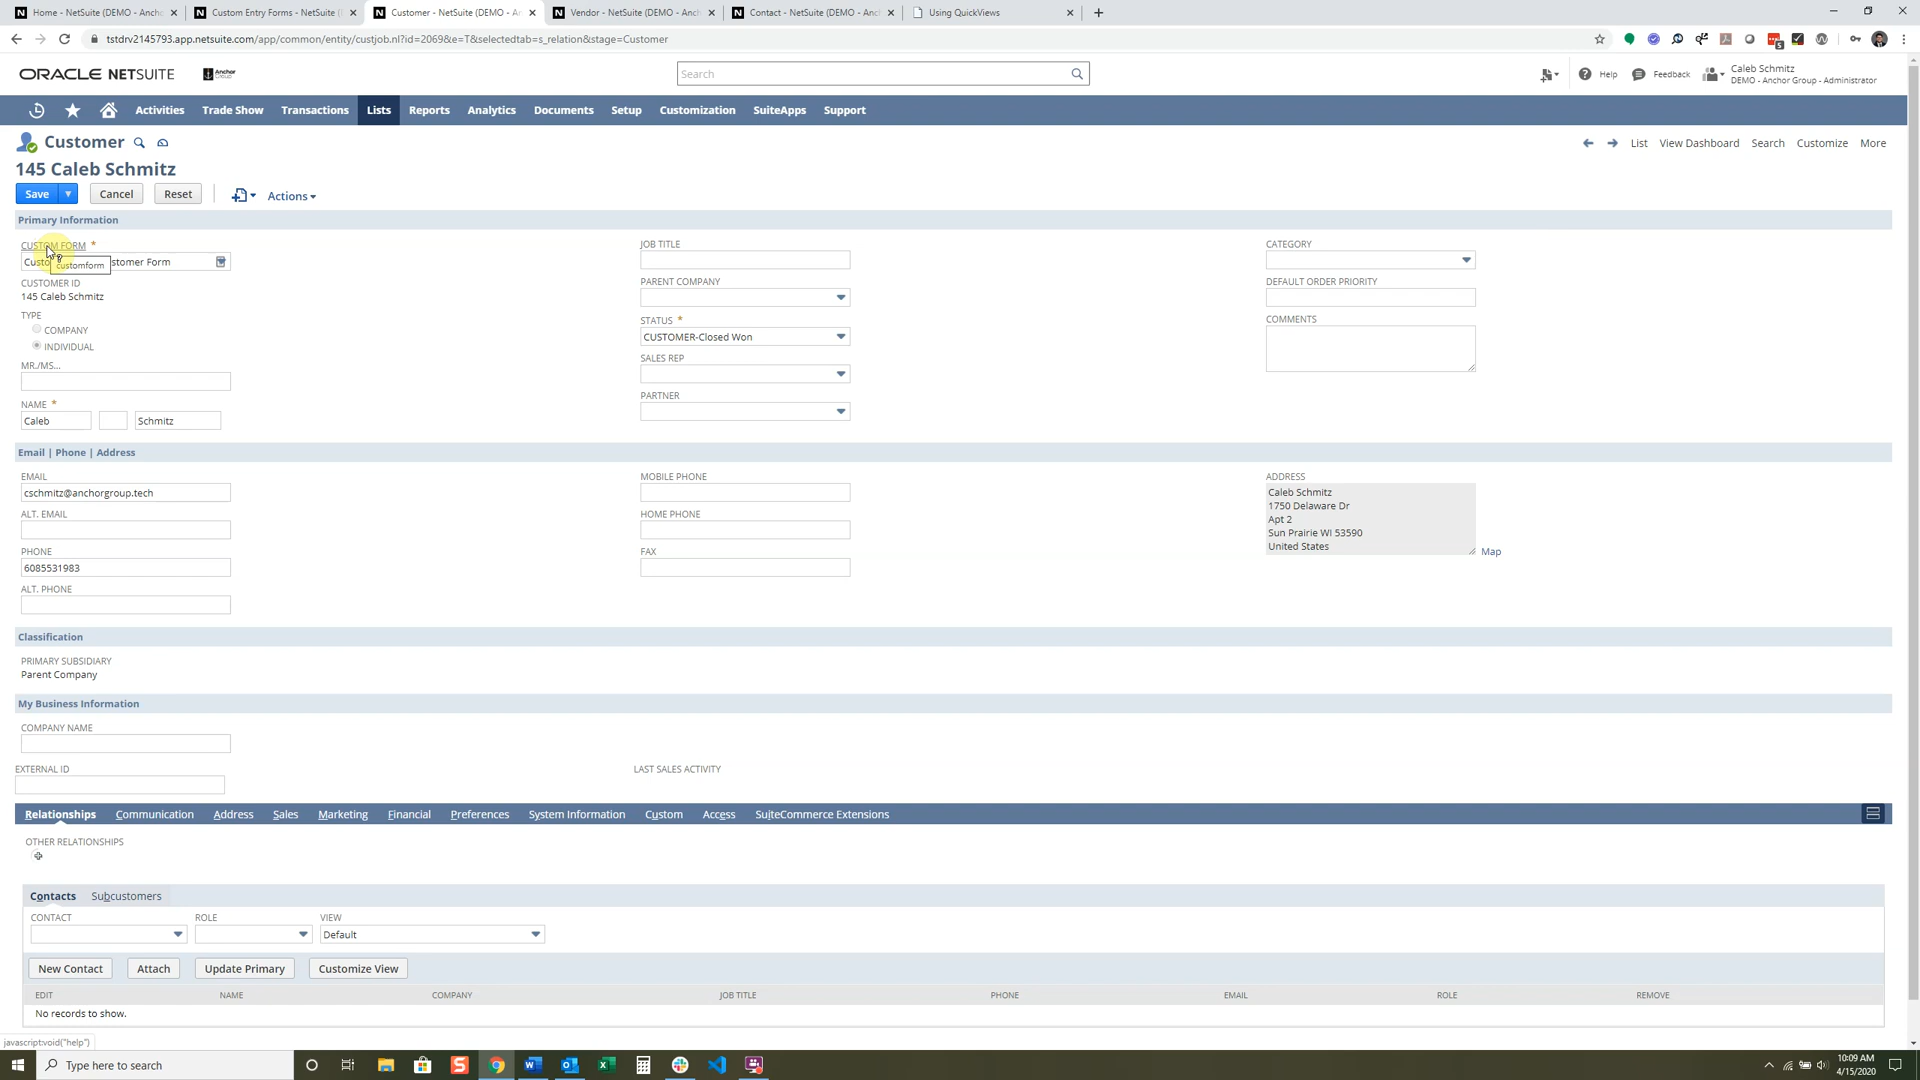 Home - NetSuite (DEMO - Ancho
Custom Entry Forms - NetSuite (
Customer - NetSuite (DEMO - A
Vendor - NetSuite (DEMO - Anc
Contact - NetSuite (DEMO - Anc
Using QuickViews
tstdrv2145793.app.netsuite.com/app/common/entity/custjob.nl?id=2069&e=T&selectedtab=s_relation&stage=Customer
ORACLE NETSUITE
Anchor Group
Search
Help
Feedback
Caleb Schmitz
DEMO - Anchor Group - Administrator
Activities Trade Show Transactions Lists Reports Analytics Documents Setup Customization SuiteApps Support
Customer
List View Dashboard Search Customize More
145 Caleb Schmitz
Save Cancel Reset Actions
Primary Information
CUSTOM FORM *
Custo stomer Form
customform
CUSTOMER ID
145 Caleb Schmitz
TYPE
COMPANY
INDIVIDUAL
MR./MS...
NAME *
Caleb Schmitz
JOB TITLE
PARENT COMPANY
STATUS *
CUSTOMER-Closed Won
SALES REP
PARTNER
CATEGORY
DEFAULT ORDER PRIORITY
COMMENTS
Email | Phone | Address
EMAIL
cschmitz@anchorgroup.tech
ALT. EMAIL
PHONE
6085531983
ALT. PHONE
MOBILE PHONE
HOME PHONE
FAX
ADDRESS
Caleb Schmitz
1750 Delaware Dr
Apt 2
Sun Prairie WI 53590
United States
Map
Classification
PRIMARY SUBSIDIARY
Parent Company
My Business Information
COMPANY NAME
EXTERNAL ID
LAST SALES ACTIVITY
Relationships Communication Address Sales Marketing Financial Preferences System Information Custom Access SuiteCommerce Extensions
OTHER RELATIONSHIPS
Contacts Subcustomers
CONTACT ROLE VIEW
Default
New Contact Attach Update Primary Customize View
EDIT NAME COMPANY JOB TITLE PHONE EMAIL ROLE REMOVE
No records to show.
javascript:void("help")
Type here to search
10:09 AM
4/15/2020